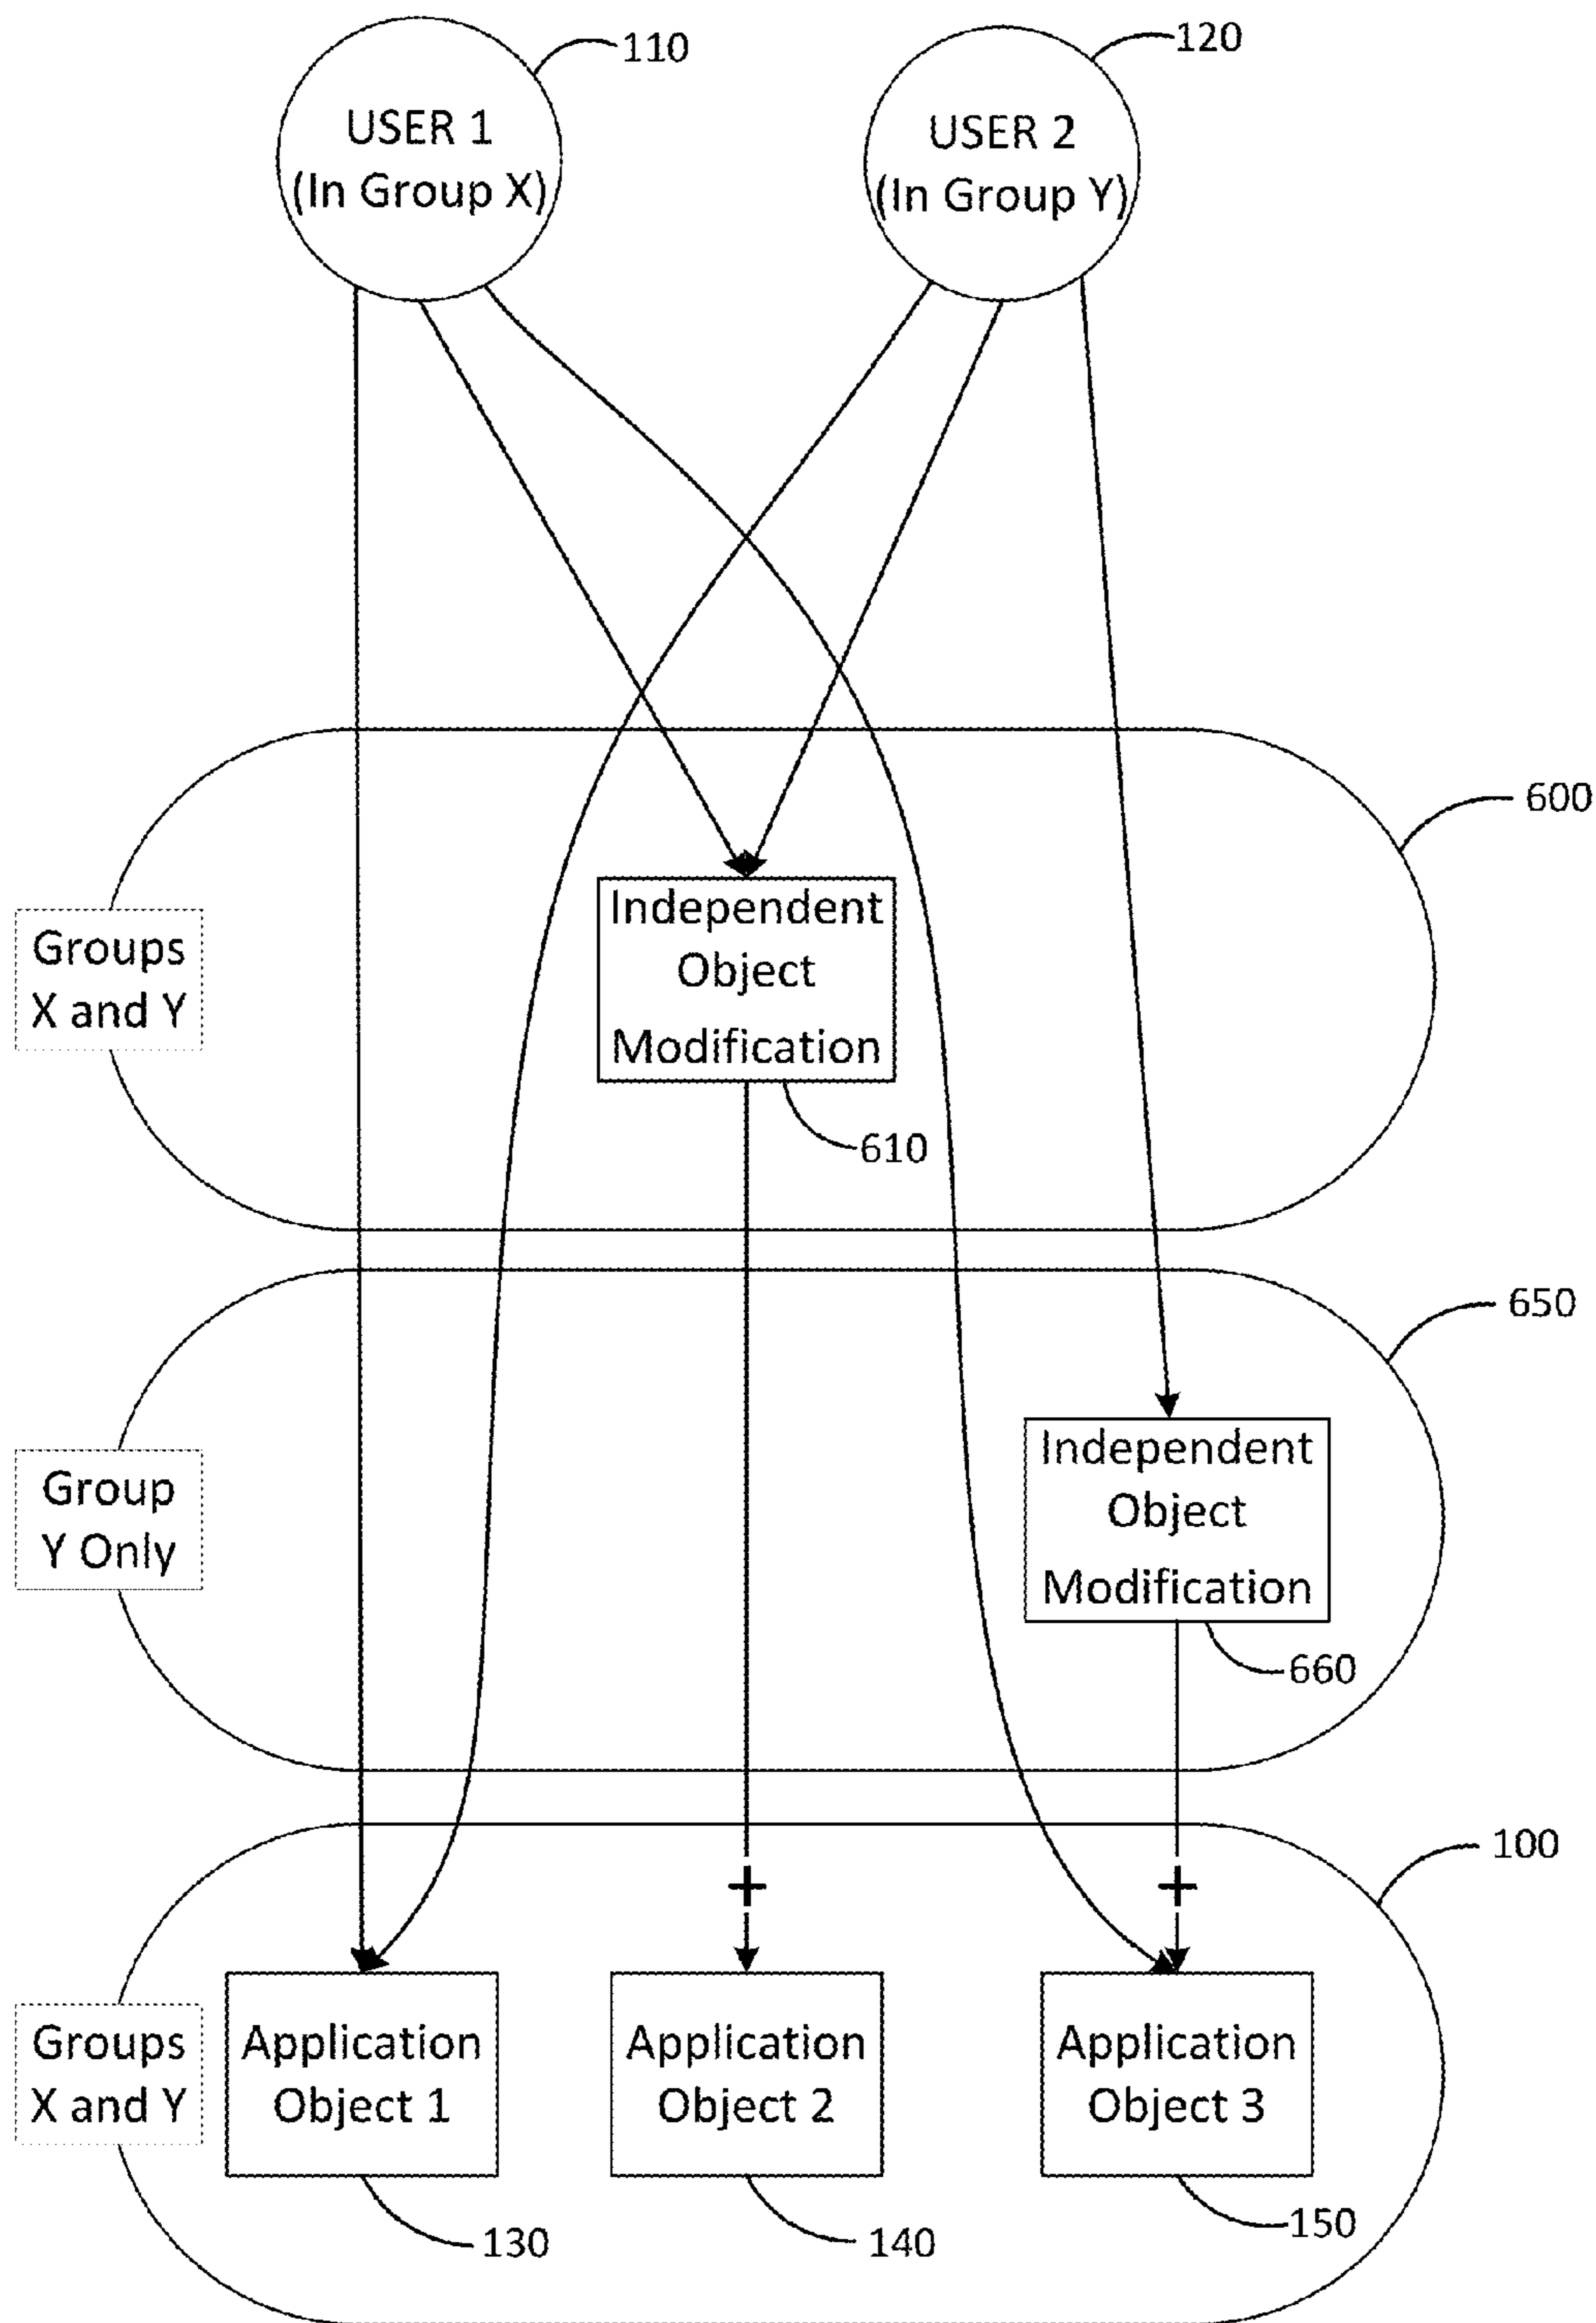 110
120
USER 1
(In Group X)
USER 2
(In Group Y)
600
Groups
X and Y
Independent
Object
Modification
610
650
Group
Y Only
Independent
Object
Modification
660
100
+
+
Groups
X and Y
Application
Object 1
Application
Object 2
Application
Object 3
130
140
150